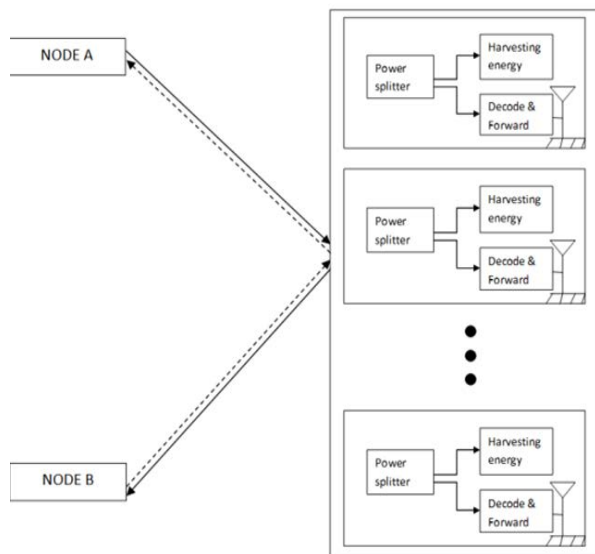 NODE A
Power
splitter
Harvesting
energy
Decode &
Forward
Power
splitter
Harvesting
energy
Decode &
Forward
Power
splitter
Harvesting
energy
Decode &
Forward
NODE B